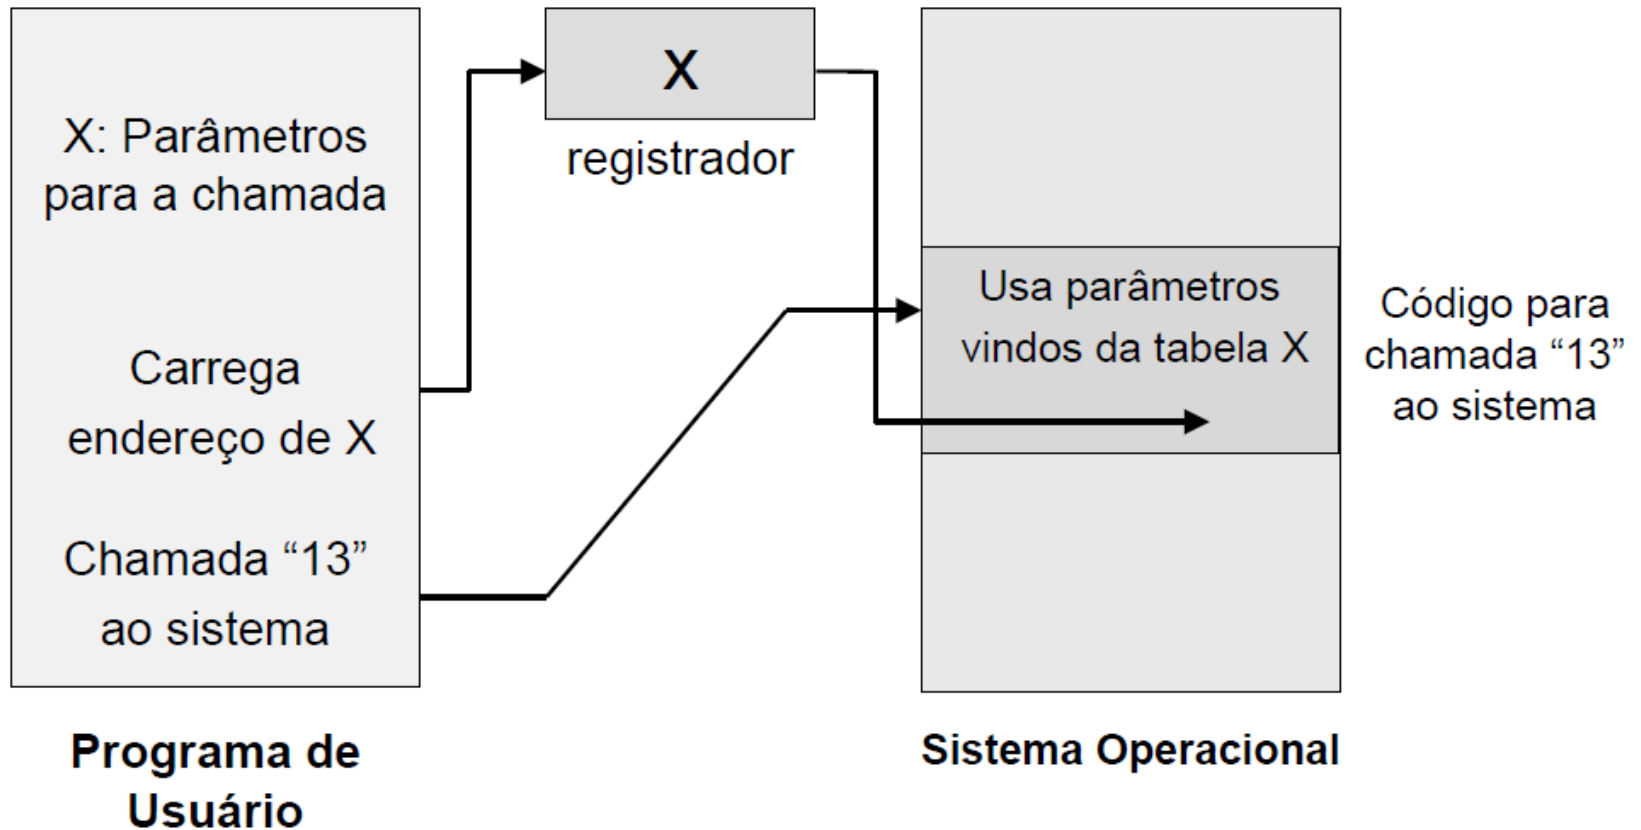 X: Parâmetros
para a chamada
Carrega
endereço de X
Chamada “13”
ao sistema
Programa de
Usuário
X
registrador
Usa parâmetros
vindos da tabela X
Sistema Operacional
Código para
chamada “13”
ao sistema